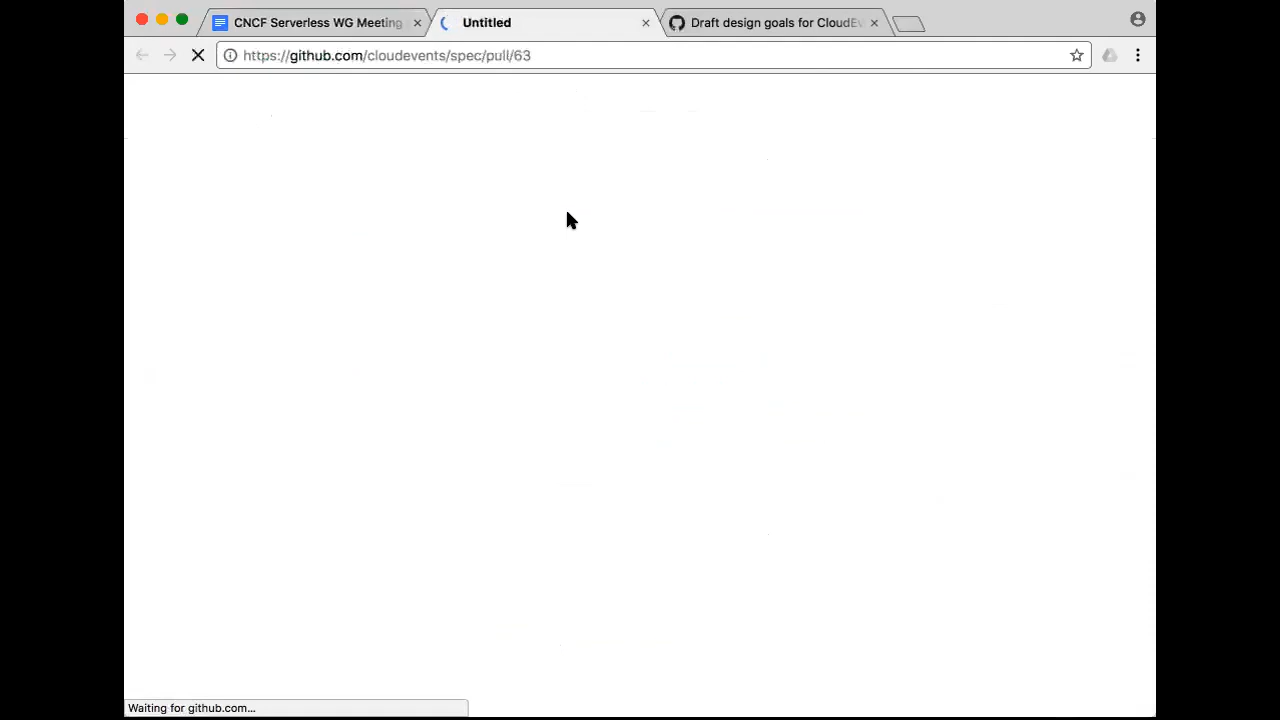 CNCF Serverless WG Meeting
Untitled
Draft design goals for CloudEv
https://github.com/cloudevents/spec/pull/63
Waiting for github.com...